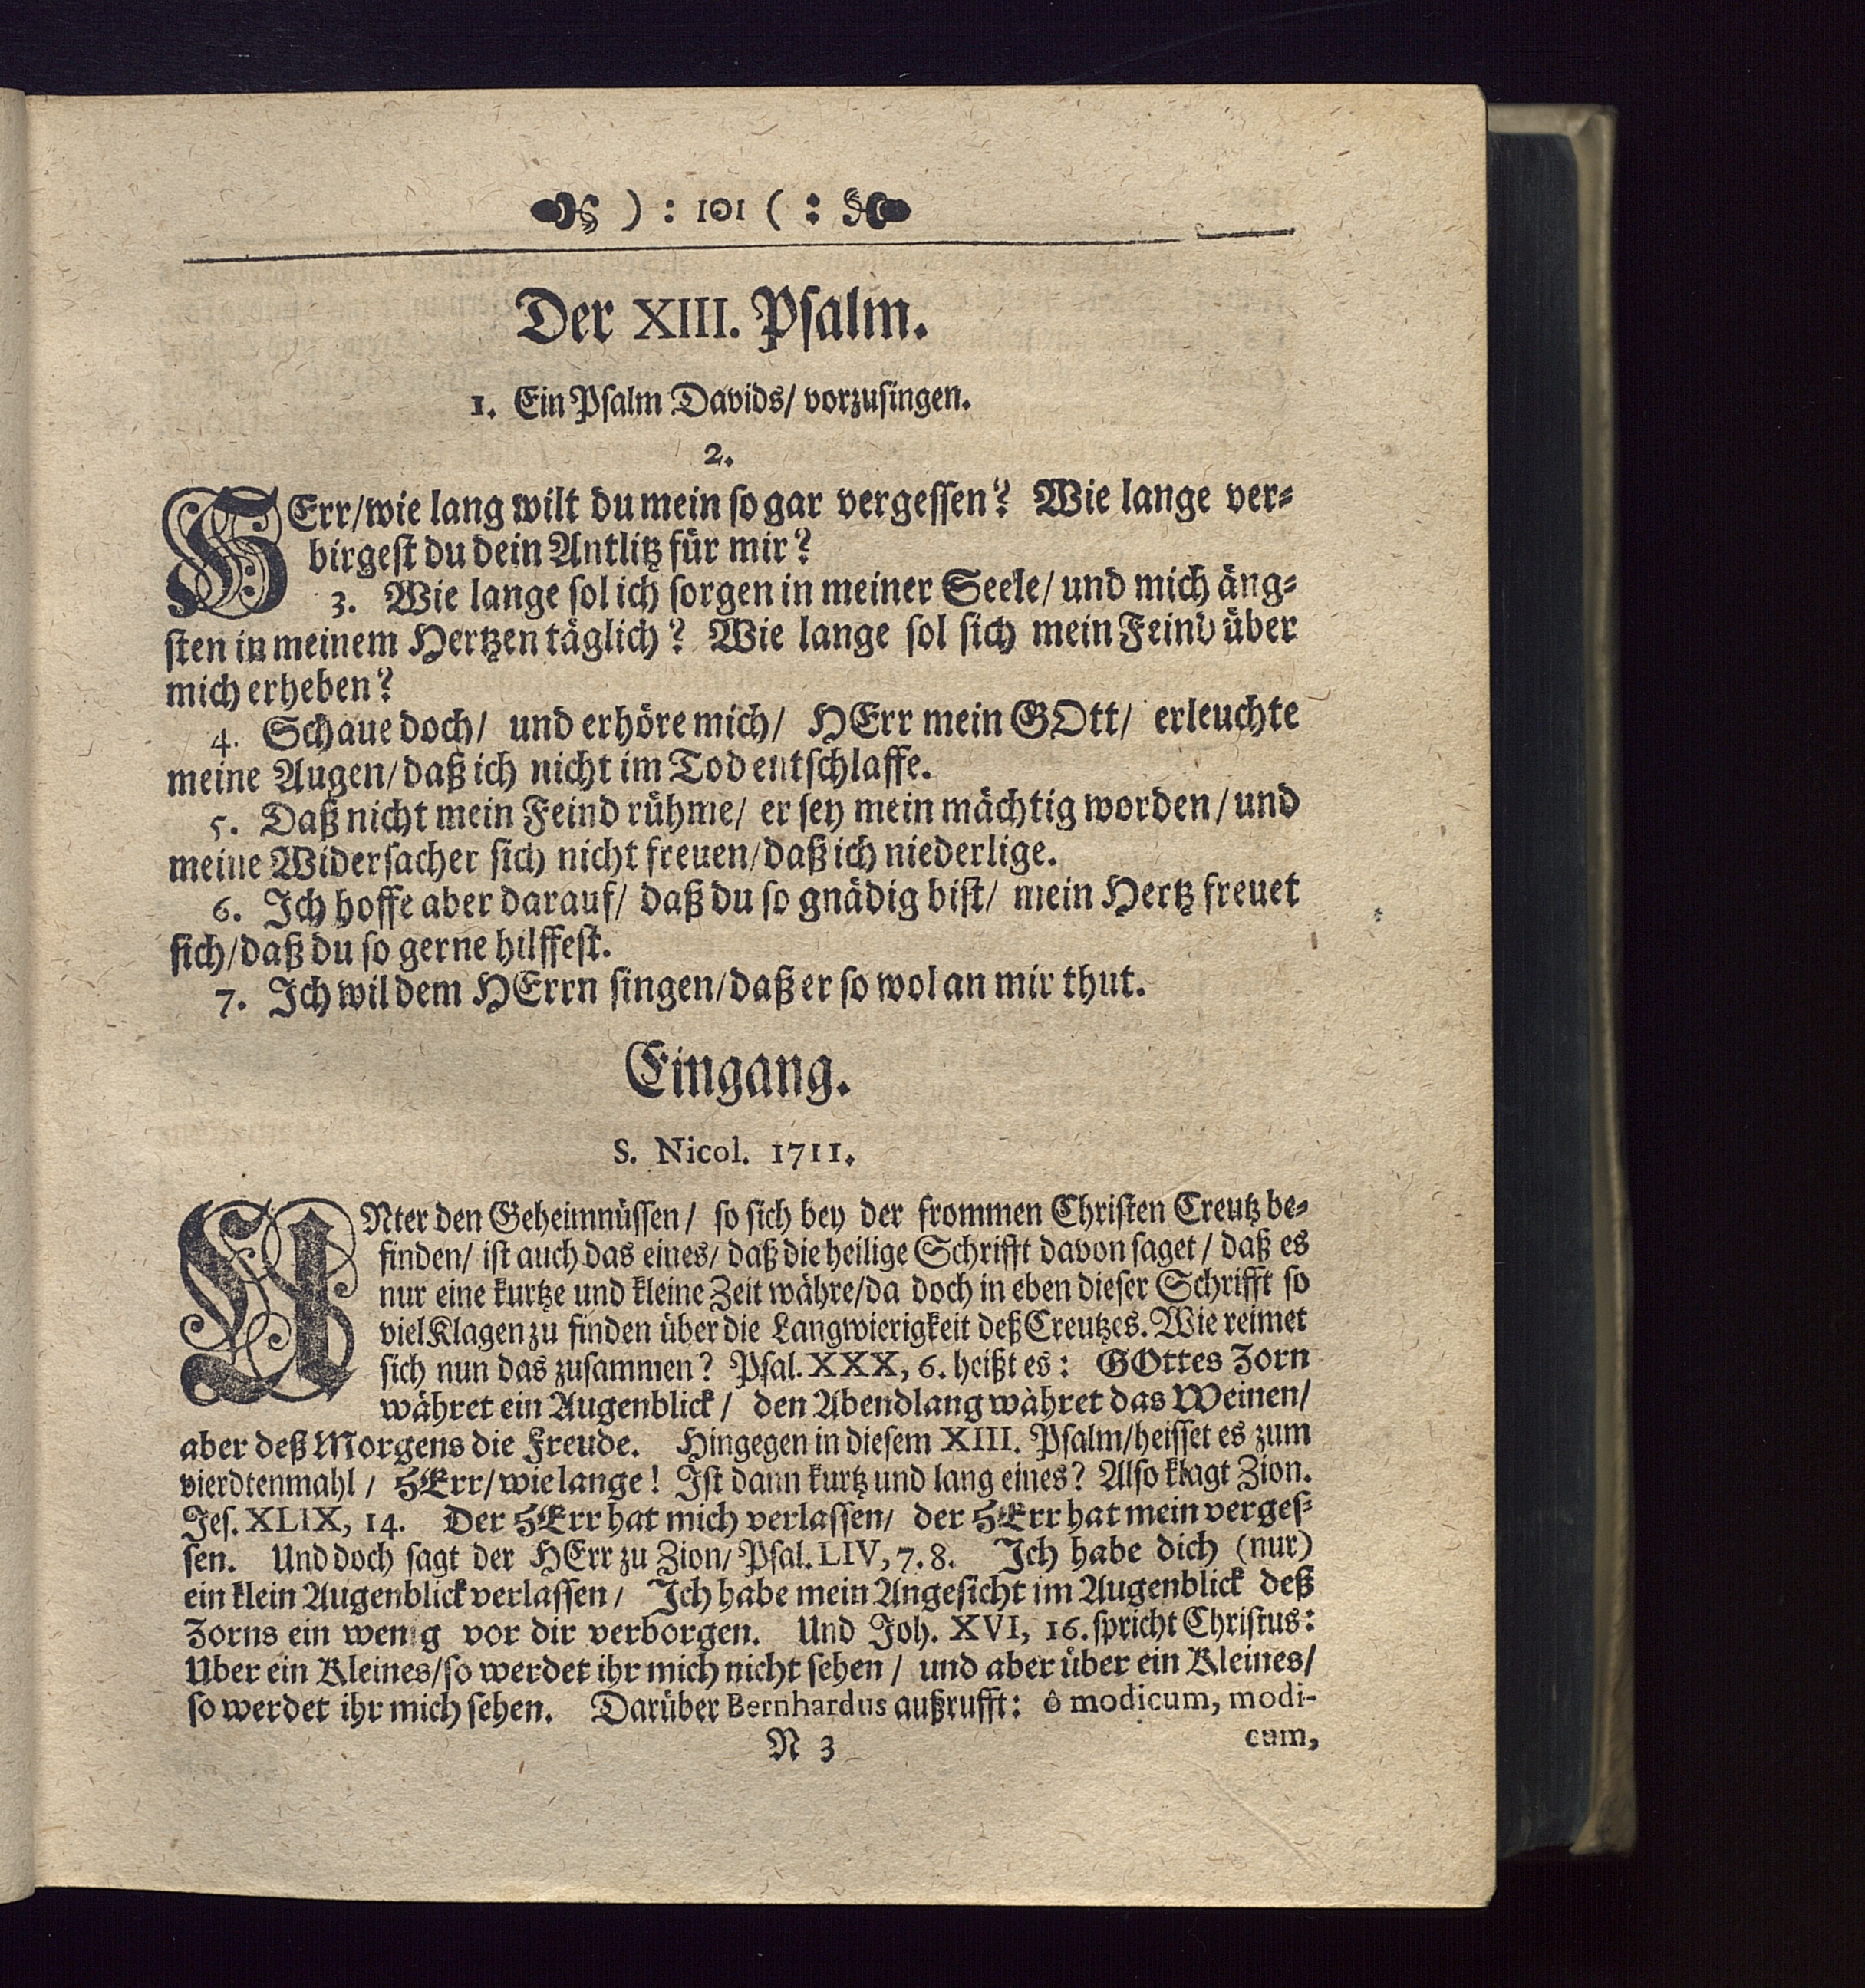 ) : 101 ( :
Der XIII. Psalm.
1. Ein Psalm Davids/ vorzusingen.
2.
HErr/wie lang wilt du mein so gar vergessen? Wie lange ver-
birgest du dein Antlitz für mir?
3. Wie lange sol ich sorgen in meiner Seele/ und mich äng-
sten in meinem Hertzen täglich? Wie lange sol sich mein Feind über
mich erheben?
4. Schaue doch/ und erhöre mich/ HErr mein GOtt/ erleuchte
meine Augen/daß ich nicht im Tod entschlaffe.
5. Daß nicht mein Feind rühme/ er sey mein mächtig worden/und
meine Widersacher sich nicht freuen/daß ich niederlige.
6. Ich hoffe aber darauf/ daß du so gnädig bist/ mein Hertz freuet
sich/daß du so gerne hilffest.
7. Ich wil dem HErrn singen/daß er so wol an mir thut.
Eingang.
S. Nicol. 1711.
UNter den Geheimnüssen/ so sich bey der frommen Christen Creutz be-
finden/ ist auch das eines/ daß die heilige Schrifft davon saget/ daß es
nur eine kurtze und kleine Zeit währe/da doch in eben dieser Schrifft so
viel Klagen zu finden über die Langwierigkeit deß Creutzes. Wie reimet
sich nun das zusammen? Psal. XXX, 6. heißt es: GOttes Zorn
währet ein Augenblick/ den Abendlang währet das Weinen/
aber deß Morgens die Freude. Hingegen in diesem XIII. Psalm/heisset es zum
vierdtenmahl/ HErr/wie lange! Ist dann kurtz und lang eines? Also klagt Zion.
Jes. XLIX, 14. Der HErr hat mich verlassen/ der HErr hat mein verges-
sen. Und doch sagt der HErr zu Zion/ Psal. LIV, 7. 8. Ich habe dich (nur)
ein klein Augenblick verlassen/ Ich habe mein Angesicht im Augenblick deß
Zorns ein wenig vor dir verborgen. Und Joh. XVI, 16. spricht Christus:
Uber ein Kleines/so werdet ihr mich nicht sehen/ und aber über ein Kleines/
so werdet ihr mich sehen. Darüber Bernhardus außrufft: ô modicum, modi-
N 3 cum,